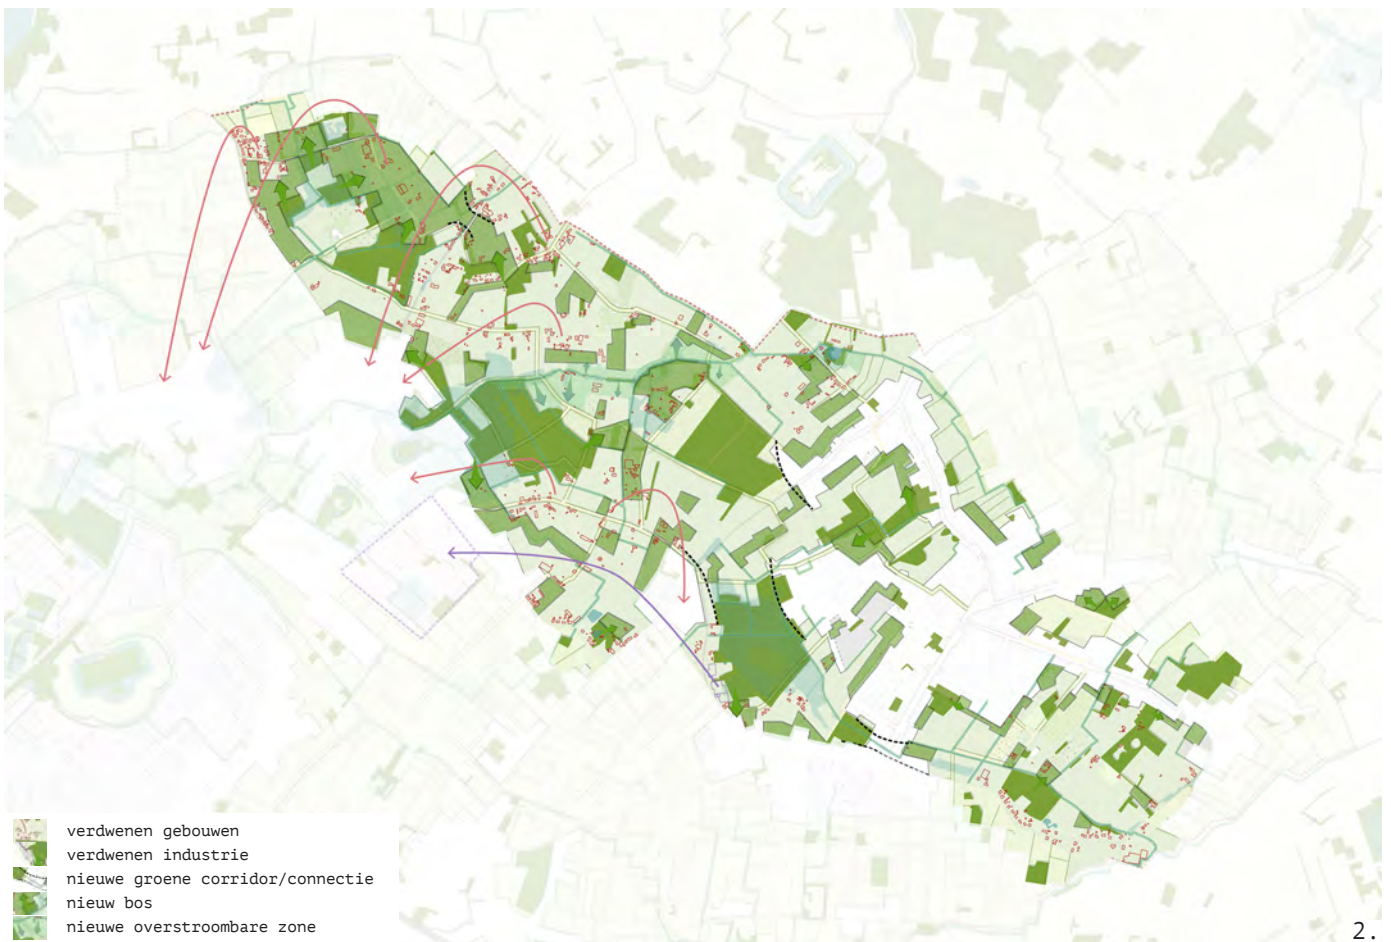 verdwenen gebouwen
verdwenen industrie
nieuwe groene corridor/connectie
nieuw bos
nieuwe overstroombare zone
2.